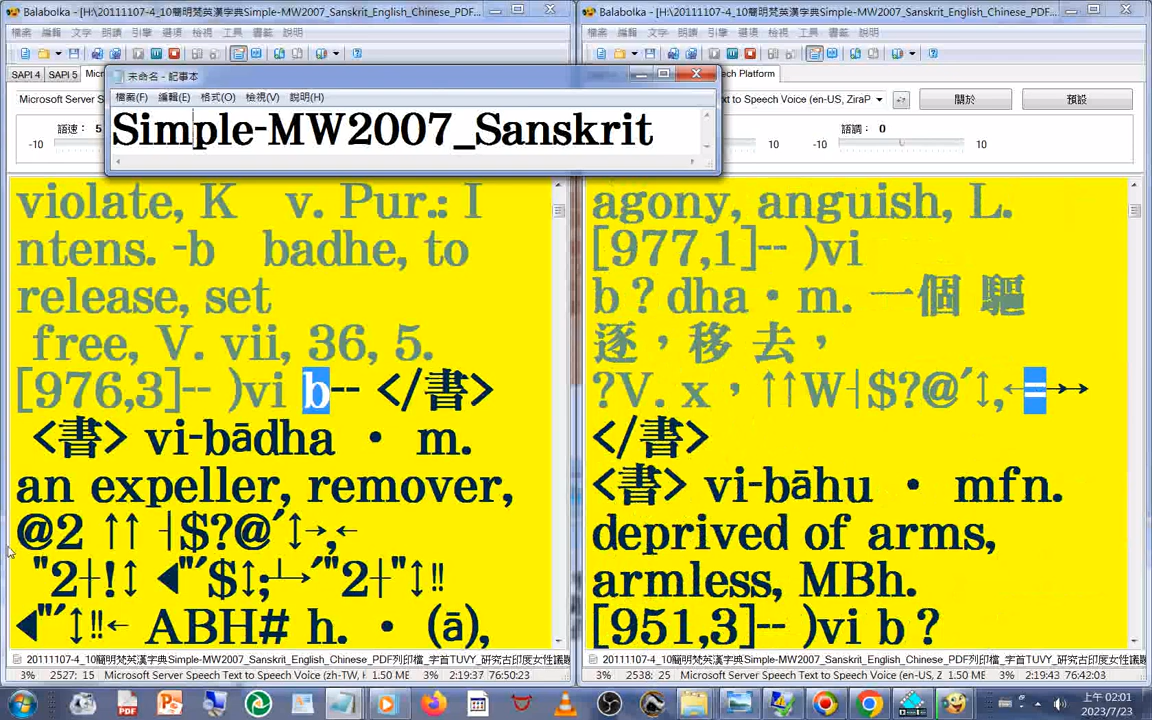 Balabolka - [H:\20111107-4_10簡明梵英漢字典Simple-MW2007_Sanskrit_English_Chinese_PDF...
檔案 編輯 文字 朗讀 引擎 選項 檢視 工具 書籤 說明
SAPI 4 SAPI 5
Microsoft Server S
語速： 5
-10
未命名 - 記事本
檔案(F) 編輯(E) 格式(O) 檢視(V) 說明(H)
Simple-MW2007_Sanskrit
violate, K v. Pur.: I
ntens. -b badhe, to
release, set
free, V. vii, 36, 5.
[976,3]-- )vi b-- </書>
<書> vi-bādha • m.
an expeller, remover,
@2 ↑↑ ┤$?@´↕→,←
"2┼!↕ ◀"´$↕;┴→´"2┼"↕‼
◀"´↕‼← ABH# h. • (ā),
20111107-4_10簡明梵英漢字典Simple-MW2007_Sanskrit_English_Chinese_PDF列印檔_字首TUVY_研究古印度女性議題
3% 2527; 15 Microsoft Server Speech Text to Speech Voice (zh-TW, H 1.50 ME 3% 2:19:37 76:50:23
Balabolka - [H:\20111107-4_10簡明梵英漢字典Simple-MW2007_Sanskrit_English_Chinese_PDF...
檔案 編輯 文字 朗讀 引擎 選項 檢視 工具 書籤 說明
ech Platform
xt to Speech Voice (en-US, ZiraP 關於 預設
語調： 0
10 -10 10
agony, anguish, L.
[977,1]-- )vi
b？dha • m. 一個 驅
逐，移 去，
?V. x，↑↑W┤$?@´↕,←=→→
</書>
<書> vi-bāhu • mfn.
deprived of arms,
armless, MBh.
[951,3]-- )vi b？
20111107-4_10簡明梵英漢字典Simple-MW2007_Sanskrit_English_Chinese_PDF列印檔_字首TUVY_研究古印度女性議題
3% 2538; 25 Microsoft Server Speech Text to Speech Voice (en-US, Z 1.50 ME 3% 2:19:43 76:42:03
上午 02:01
2023/7/23